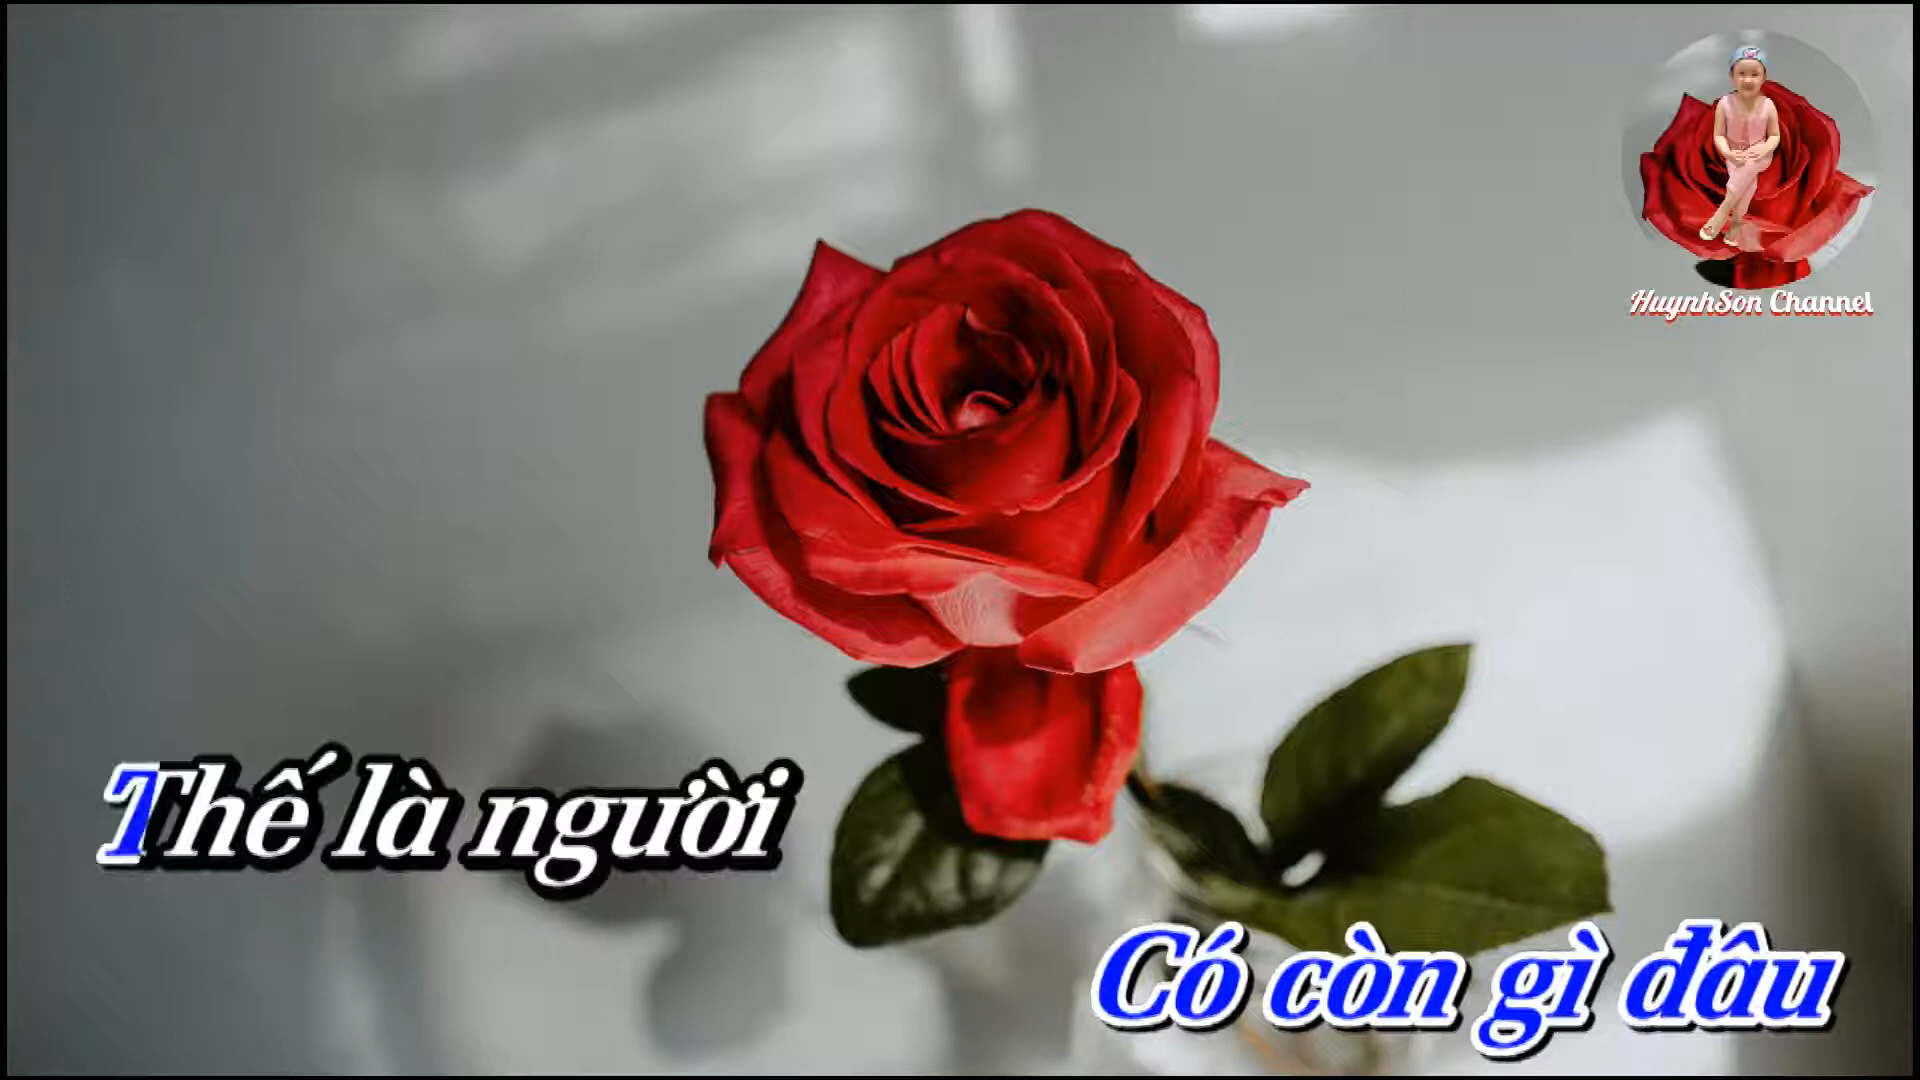 HuynhSon Channel
Thế là người
Có còn gì đâu